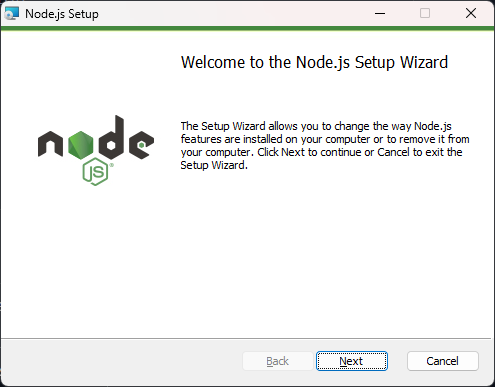 Node.js Setup
Welcome to the Node.js Setup Wizard
The Setup Wizard allows you to change the way Node.js
features are installed on your computer or to remove it from
your computer. Click Next to continue or Cancel to exit the
Setup Wizard.
node
JS®
Back
Next
Cancel